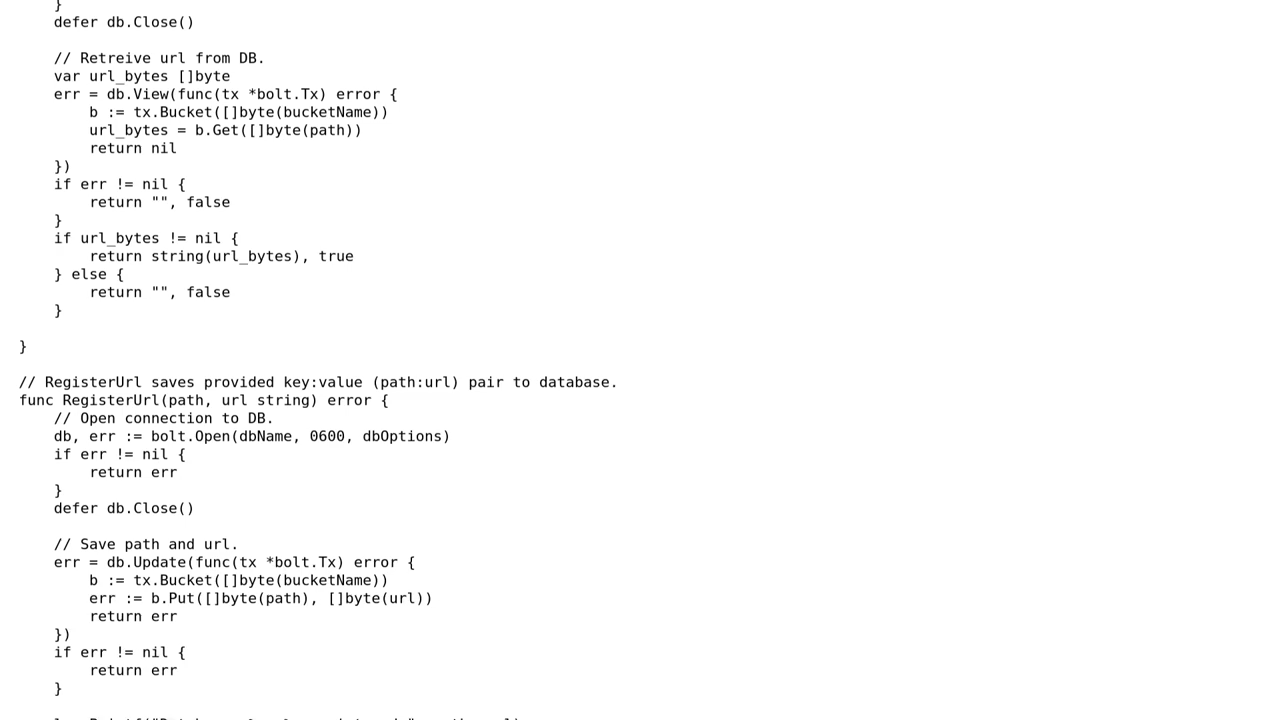 }
defer db.Close()
// Retreive url from DB.
var url_bytes []byte
err = db.View(func(tx *bolt.Tx) error {
b := tx.Bucket([]byte(bucketName))
url_bytes = b.Get([]byte(path))
return nil
})
if err != nil {
return "", false
}
if url_bytes != nil {
return string(url_bytes), true
} else {
return "", false
}
}
// RegisterUrl saves provided key:value (path:url) pair to database.
func RegisterUrl(path, url string) error {
// Open connection to DB.
db, err := bolt.Open(dbName, 0600, dbOptions)
if err != nil {
return err
}
defer db.Close()
// Save path and url.
err = db.Update(func(tx *bolt.Tx) error {
b := tx.Bucket([]byte(bucketName))
err := b.Put([]byte(path), []byte(url))
return err
})
if err != nil {
return err
}